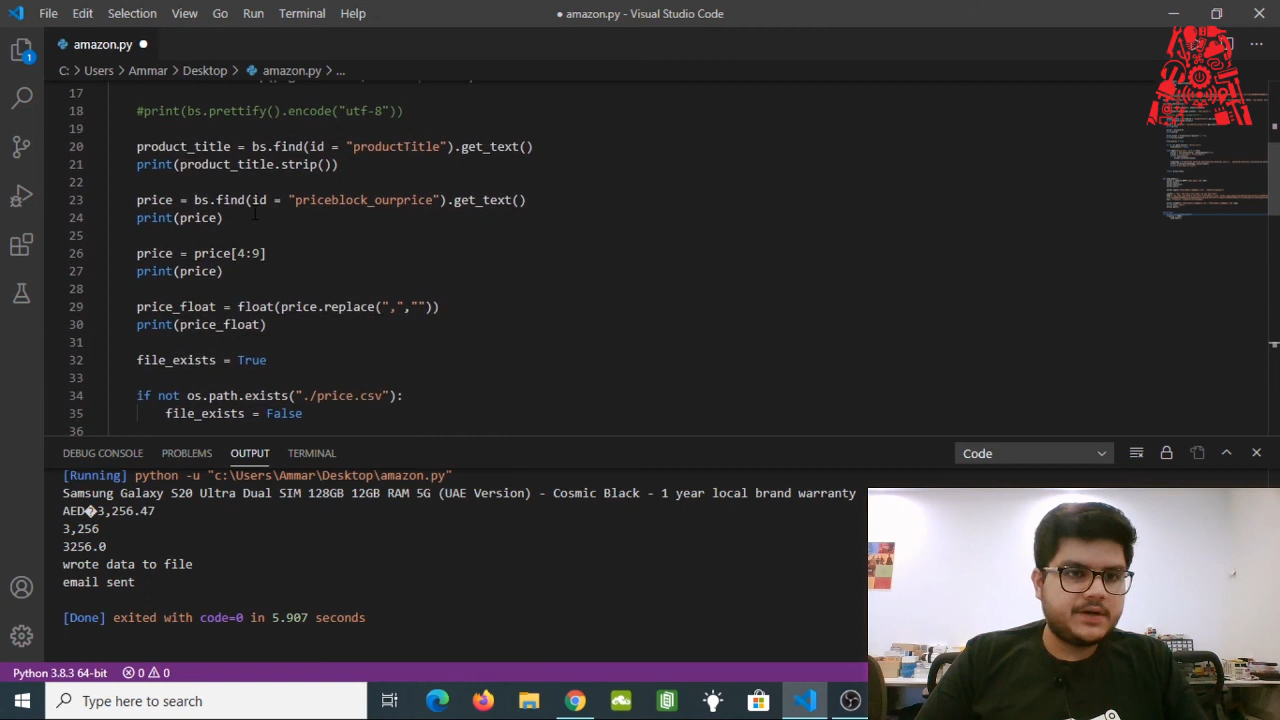 File Edit Selection View Go Run Terminal Help
● amazon.py - Visual Studio Code
amazon.py
C: > Users > Ammar > Desktop > amazon.py > ...
17
18 #print(bs.prettify().encode("utf-8"))
19
20 product_title = bs.find(id = "productTitle").get_text()
21 print(product_title.strip())
22
23 price = bs.find(id = "priceblock_ourprice").get_text()
24 print(price)
25
26 price = price[4:9]
27 print(price)
28
29 price_float = float(price.replace(",",""))
30 print(price_float)
31
32 file_exists = True
33
34 if not os.path.exists("./price.csv"):
35 file_exists = False
36
DEBUG CONSOLE PROBLEMS OUTPUT TERMINAL
Code
[Running] python -u "c:\Users\Ammar\Desktop\amazon.py"
Samsung Galaxy S20 Ultra Dual SIM 128GB 12GB RAM 5G (UAE Version) - Cosmic Black - 1 year local brand warranty
AED�3,256.47
3,256
3256.0
wrote data to file
email sent
[Done] exited with code=0 in 5.907 seconds
Python 3.8.3 64-bit 0 0
Type here to search